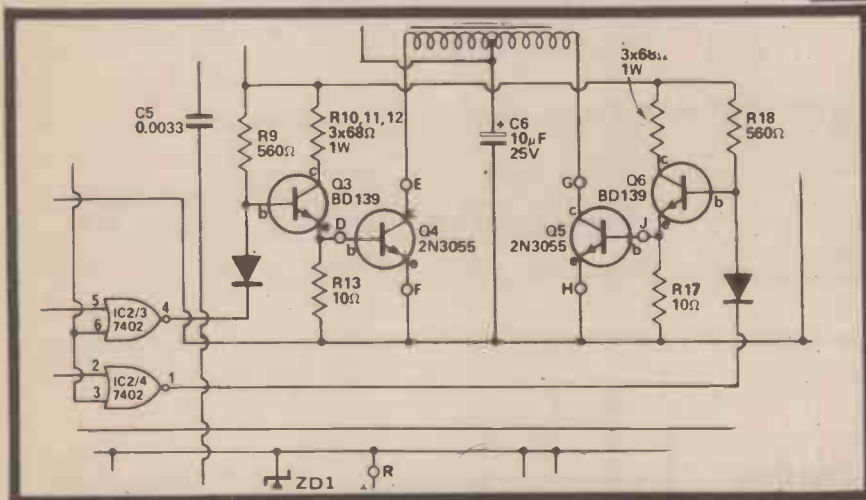 3x68Ω
1W
C5
0.0033
R9
560Ω
R10, 11, 12
3x68Ω
1W
+ C6
10µF
25V
R18
560Ω
c
Q3
BD139
b
e
D
E
b
c
Q4
2N3055
e
F
R13
10Ω
G
c
Q5
2N3055
b
e
H
J
Q6
BD139
c
b
e
R17
10Ω
5
6
IC2/3
7402
4
2
3
IC2/4
7402
1
ZD1
R